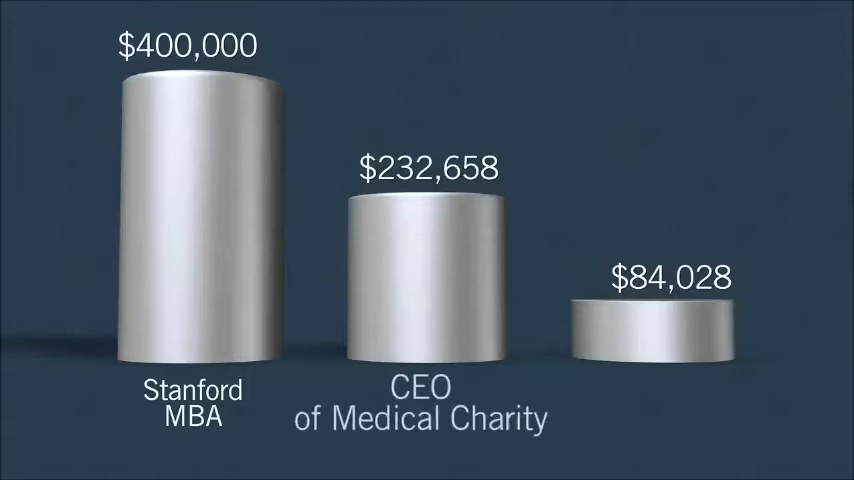 $400,000
$232,658
$84,028
Stanford
MBA
CEO
of Medical Charity